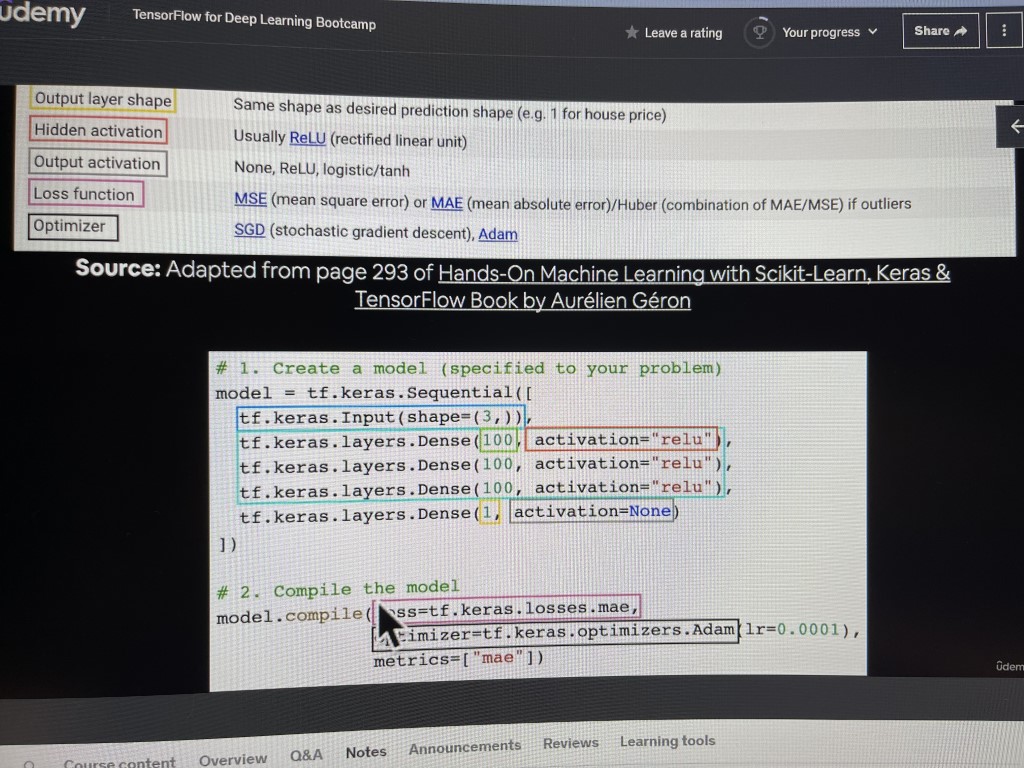 udemy
TensorFlow for Deep Learning Bootcamp
Leave a rating
Your progress
Share
Output layer shape Same shape as desired prediction shape (e.g. 1 for house price)
Hidden activation Usually ReLU (rectified linear unit)
Output activation None, ReLU, logistic/tanh
Loss function MSE (mean square error) or MAE (mean absolute error)/Huber (combination of MAE/MSE) if outliers
Optimizer SGD (stochastic gradient descent), Adam
Source: Adapted from page 293 of Hands-On Machine Learning with Scikit-Learn, Keras &
TensorFlow Book by Aurélien Géron
# 1. Create a model (specified to your problem)
model = tf.keras.Sequential([
tf.keras.Input(shape=(3,)),
tf.keras.layers.Dense(100, activation="relu"),
tf.keras.layers.Dense(100, activation="relu"),
tf.keras.layers.Dense(100, activation="relu"),
tf.keras.layers.Dense(1, activation=None)
])
# 2. Compile the model
model.compile(loss=tf.keras.losses.mae,
optimizer=tf.keras.optimizers.Adam(lr=0.0001),
metrics=["mae"])
ûdem
Course content
Overview
Q&A
Notes
Announcements
Reviews
Learning tools